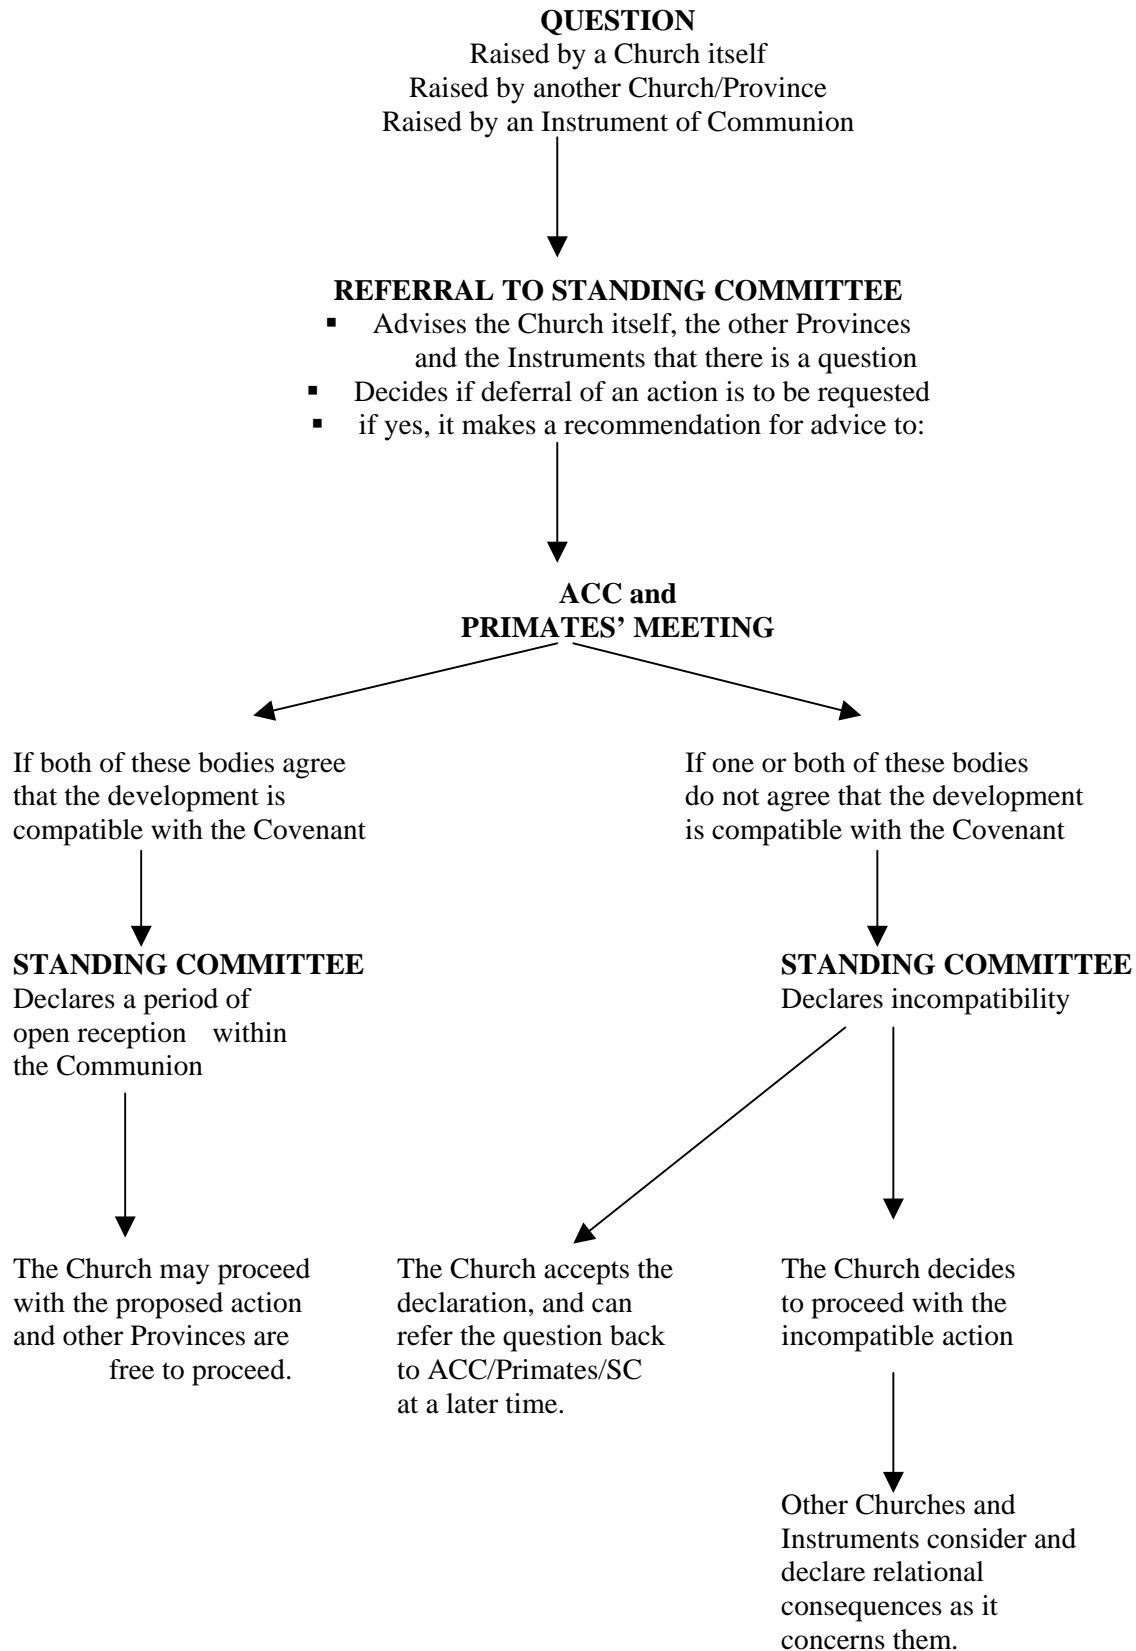 QUESTION
Raised by a Church itself
Raised by another Church/Province
Raised by an Instrument of Communion
REFERRAL TO STANDING COMMITTEE
▪ Advises the Church itself, the other Provinces
and the Instruments that there is a question
▪ Decides if deferral of an action is to be requested
▪ if yes, it makes a recommendation for advice to:
ACC and
PRIMATES’ MEETING
If both of these bodies agree
that the development is
compatible with the Covenant
If one or both of these bodies
do not agree that the development
is compatible with the Covenant
STANDING COMMITTEE
Declares a period of
open reception within
the Communion
STANDING COMMITTEE
Declares incompatibility
The Church may proceed
with the proposed action
and other Provinces are
free to proceed.
The Church accepts the
declaration, and can
refer the question back
to ACC/Primates/SC
at a later time.
The Church decides
to proceed with the
incompatible action
Other Churches and
Instruments consider and
declare relational
consequences as it
concerns them.